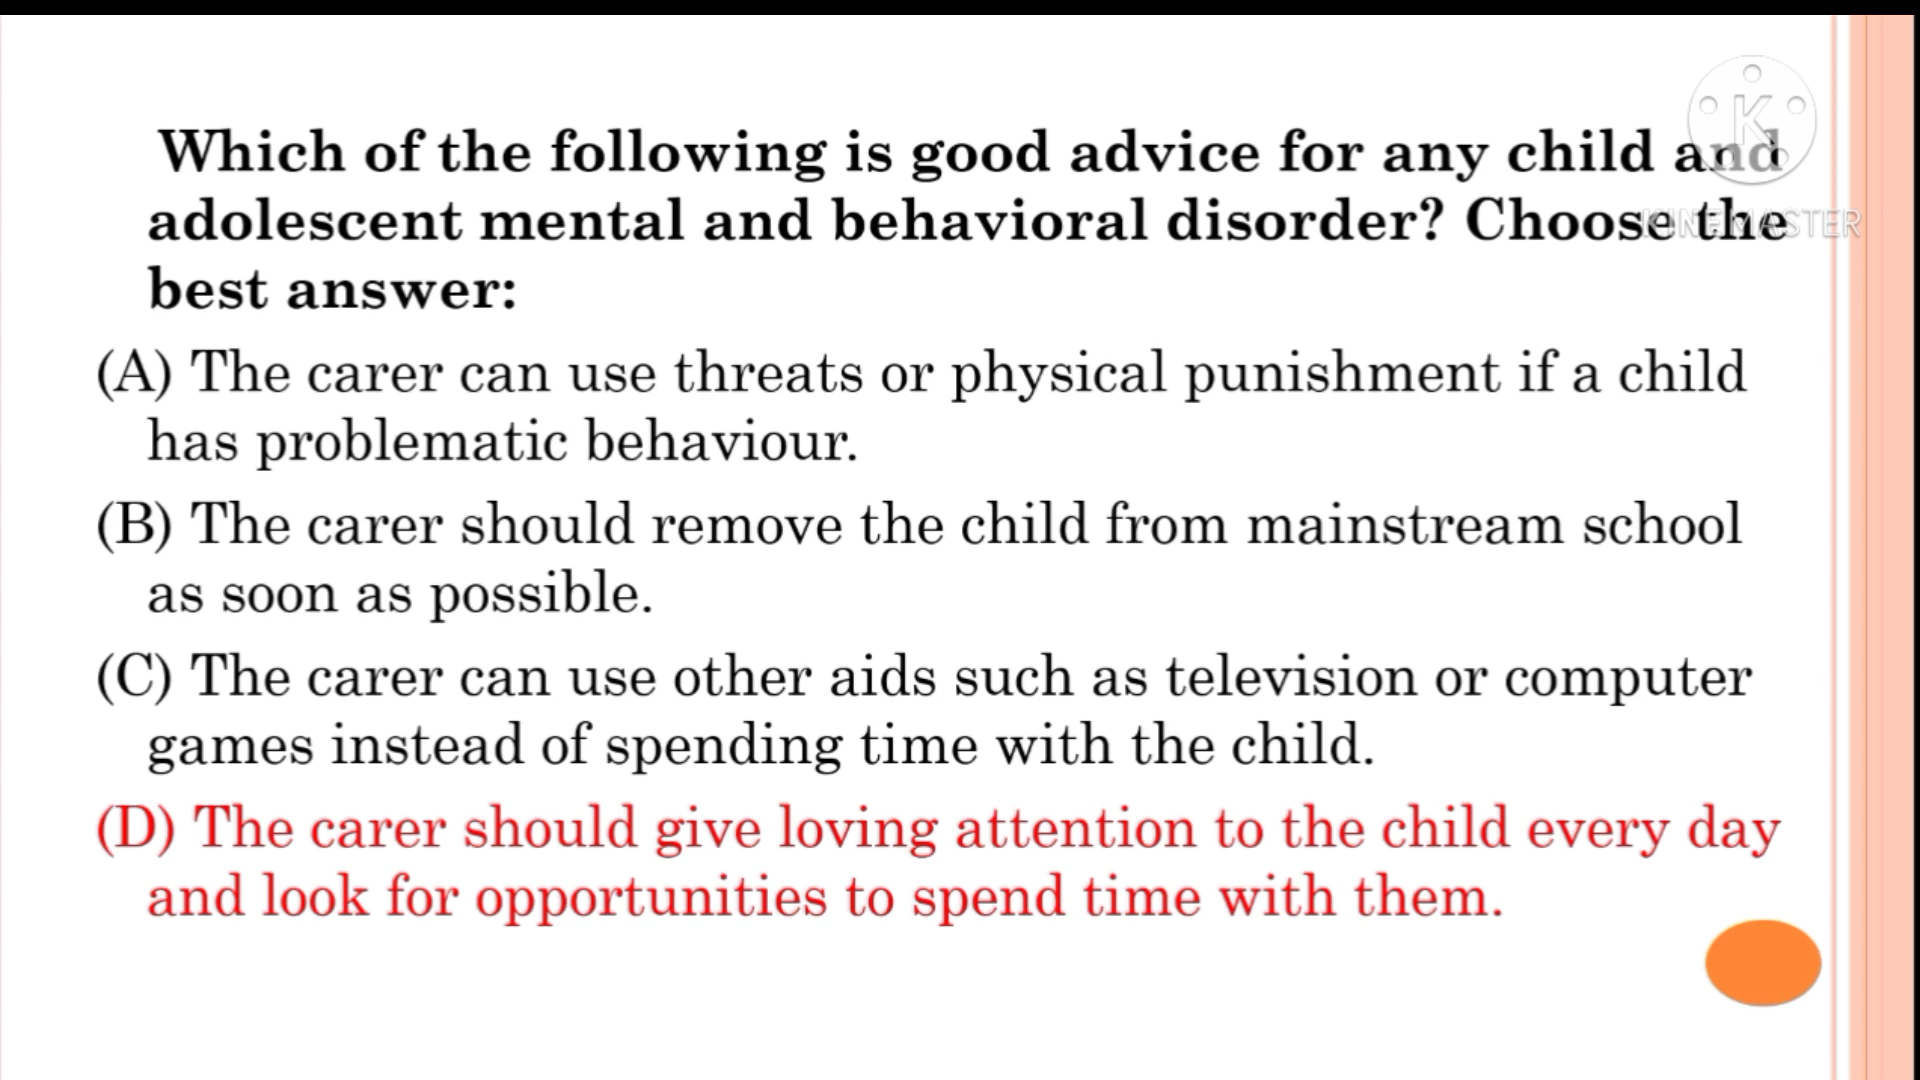 Which of the following is good advice for any child and
adolescent mental and behavioral disorder? Choose the
best answer:
(A) The carer can use threats or physical punishment if a child
has problematic behaviour.
(B) The carer should remove the child from mainstream school
as soon as possible.
(C) The carer can use other aids such as television or computer
games instead of spending time with the child.
(D) The carer should give loving attention to the child every day
and look for opportunities to spend time with them.
K
KINEMASTER